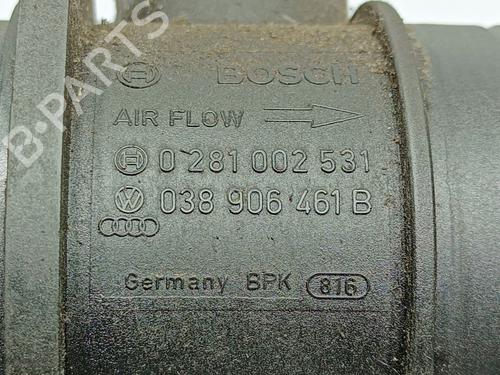 BOSCH
AIR FLOW
0 281 002 531
038 906 461 B
Germany BPK 816
B-PARTS